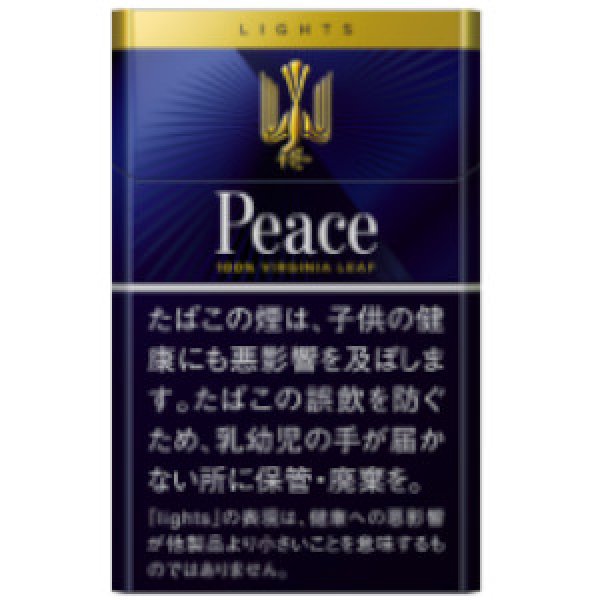 LIGHTS
Peace
100% VIRGINIA LEAF
たばこの煙は、子供の健
康にも悪影響を及ぼしま
す。たばこの誤飲を防ぐ
ため、乳幼児の手が届か
ない所に保管・廃棄を。
「lights」の表現は、健康への悪影響
が他製品より小さいことを意味するも
のではありません。